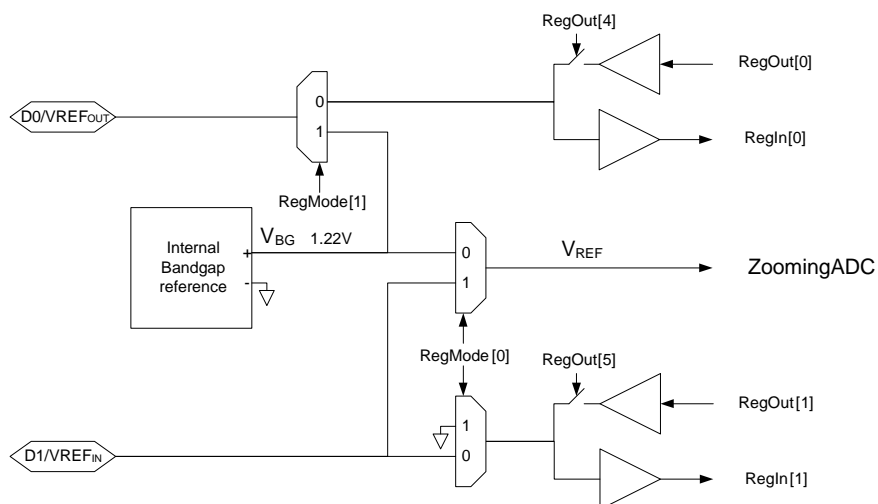 RegOut[4]
RegOut[0]
0
D0/VREFOUT
1
RegIn[0]
RegMode[1]
Internal
Bandgap
reference
+
-
VBG 1.22V
0
VREF
ZoomingADC
1
RegMode[0]
RegOut[5]
RegOut[1]
1
D1/VREFIN
0
RegIn[1]